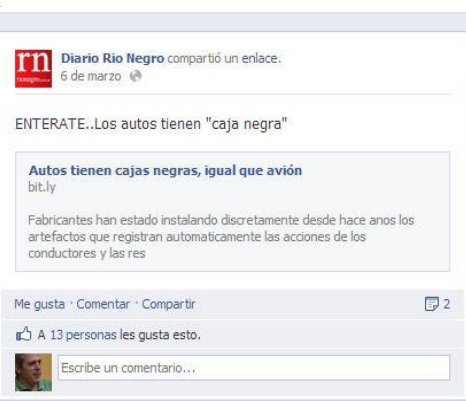 rn
Diario Rio Negro compartió un enlace.
6 de marzo
ENTERATE..Los autos tienen "caja negra"
Autos tienen cajas negras, igual que avión
bit.ly
Fabricantes han estado instalando discretamente desde hace anos los
artefactos que registran automaticamente las acciones de los
conductores y las res
Me gusta · Comentar · Compartir
2
A 13 personas les gusta esto.
Escribe un comentario...